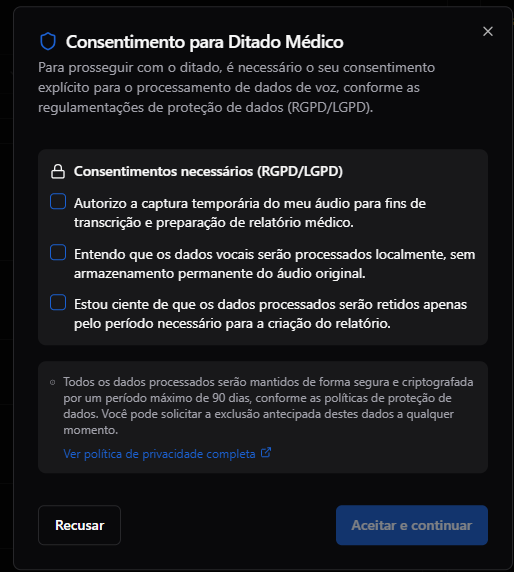 Consentimento para Ditado Médico
Para prosseguir com o ditado, é necessário o seu consentimento
explícito para o processamento de dados de voz, conforme as
regulamentações de proteção de dados (RGPD/LGPD).
Consentimentos necessários (RGPD/LGPD)
Autorizo a captura temporária do meu áudio para fins de
transcrição e preparação de relatório médico.
Entendo que os dados vocais serão processados localmente, sem
armazenamento permanente do áudio original.
Estou ciente de que os dados processados serão retidos apenas
pelo período necessário para a criação do relatório.
Todos os dados processados serão mantidos de forma segura e criptografada
por um período máximo de 90 dias, conforme as políticas de proteção de
dados. Você pode solicitar a exclusão antecipada destes dados a qualquer
momento.
Ver política de privacidade completa
Recusar
Aceitar e continuar